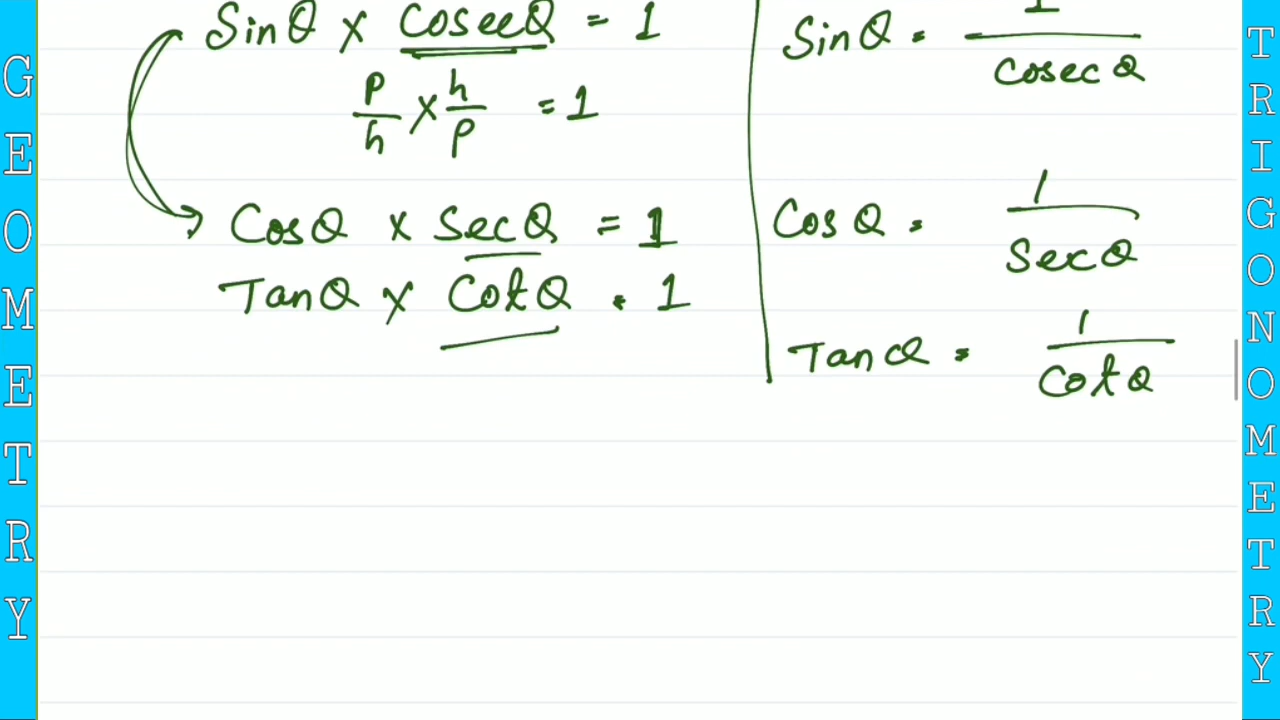 GEOMETRY
Sinθ × Cosecθ = 1
p/h × h/p = 1
Cosθ × Secθ = 1
Tanθ × Cotθ = 1
Sinθ = 1/Cosecθ
Cosθ = 1/Secθ
Tanθ = 1/Cotθ
TRIGONOMETRY